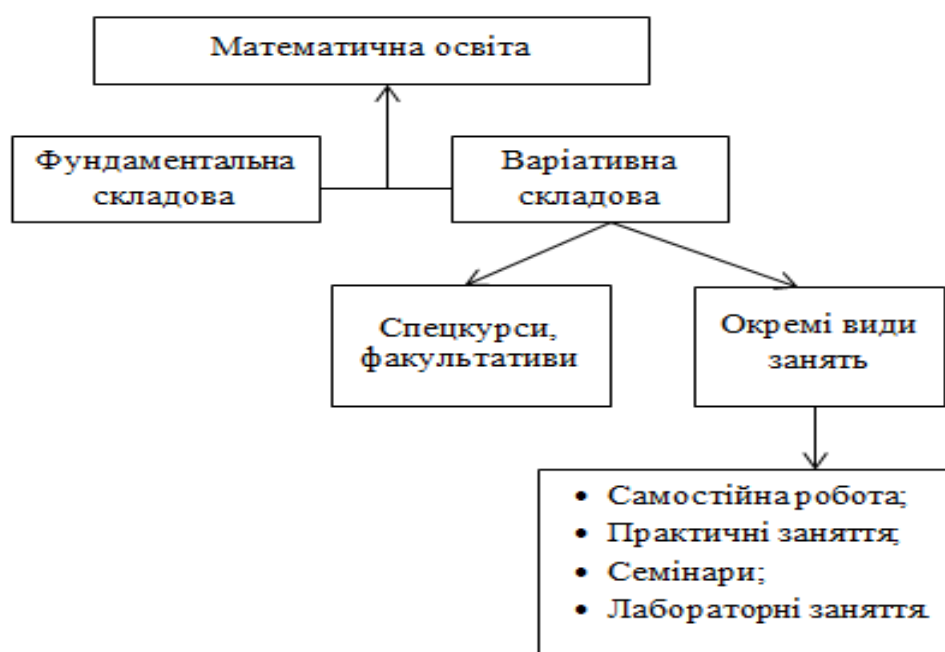 Математична освіта
Фундаментальна
складова
Варіативна
складова
Спецкурси,
факультативи
Окремі види
занять
• Самостійна робота;
• Практичні заняття;
• Семінари;
• Лабораторні заняття.